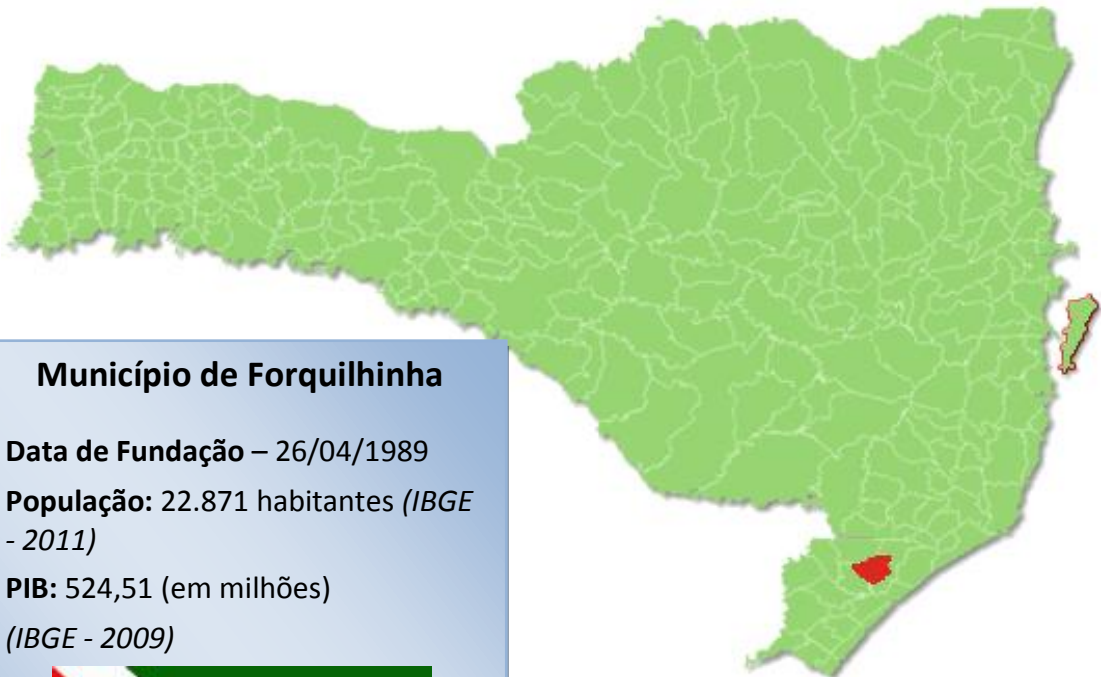 Município de Forquilhinha
Data de Fundação – 26/04/1989
População: 22.871 habitantes (IBGE
- 2011)
PIB: 524,51 (em milhões)
(IBGE - 2009)